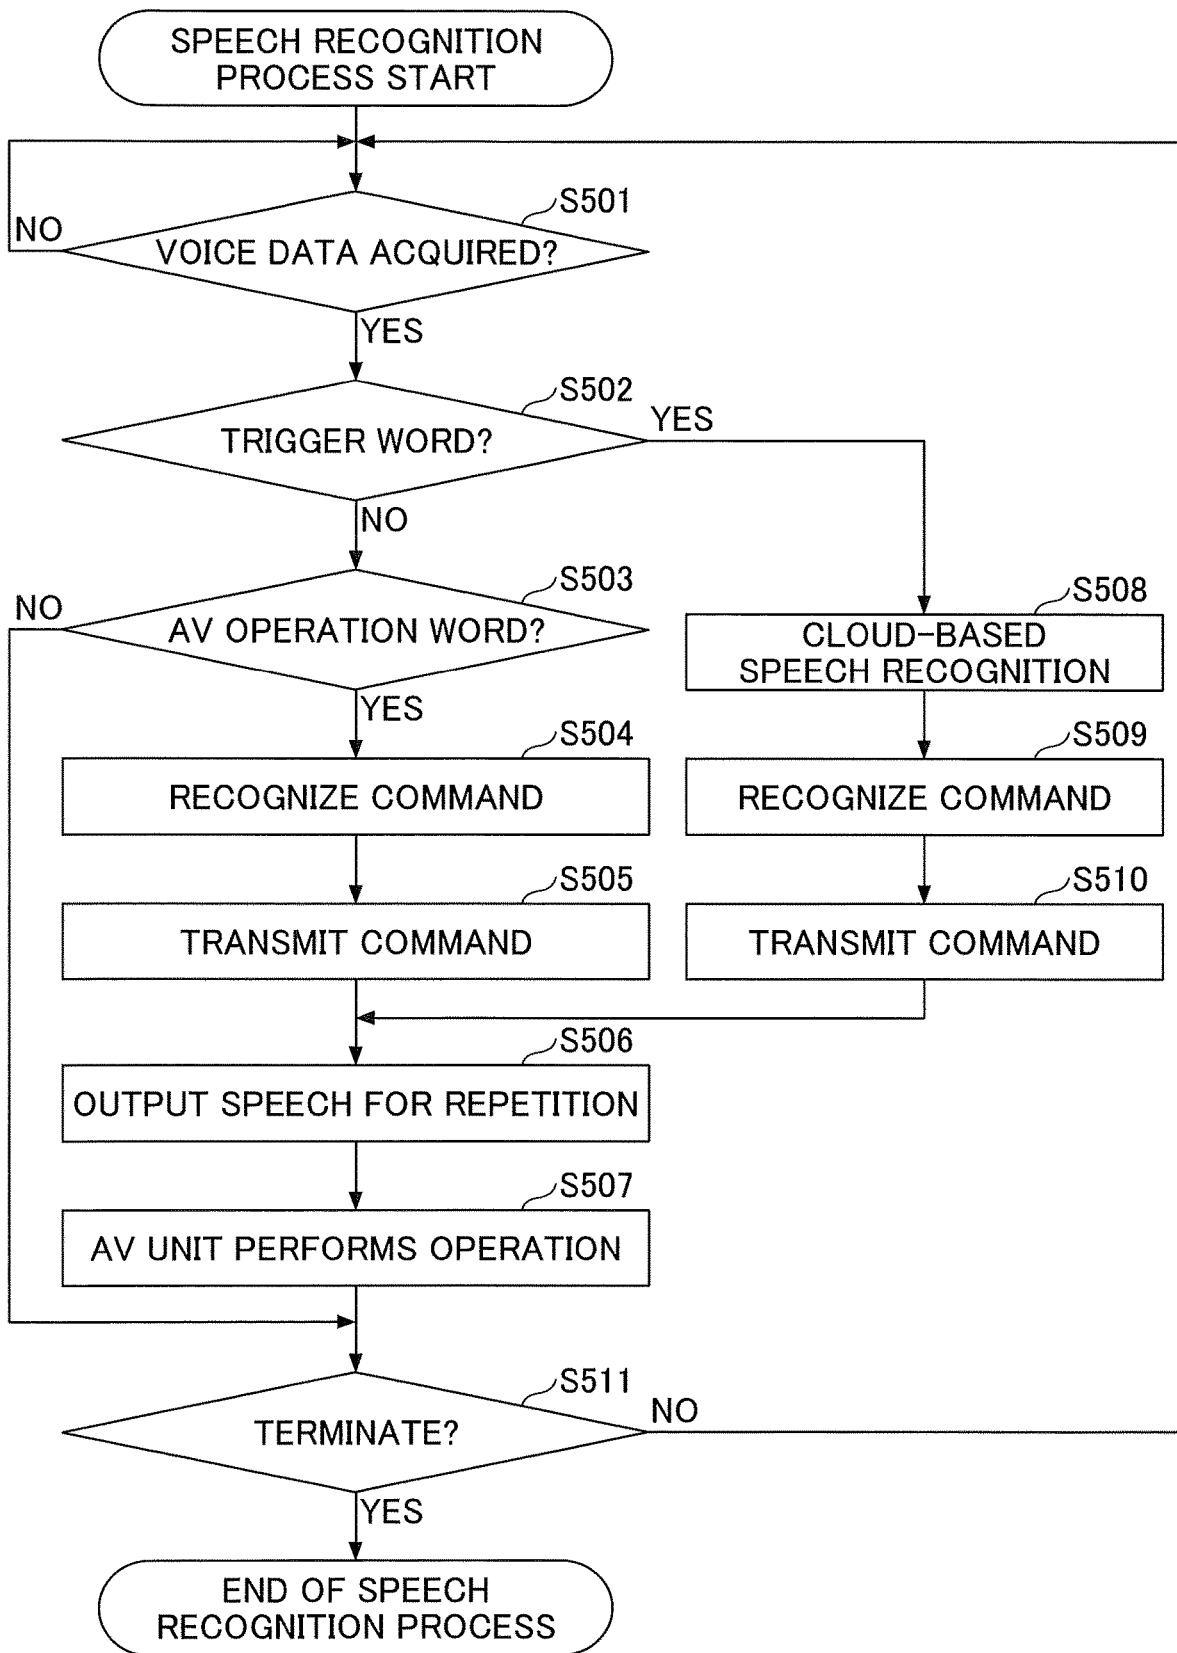 SPEECH RECOGNITION
PROCESS START
S501
NO
VOICE DATA ACQUIRED?
YES
S502
YES
TRIGGER WORD?
NO
S503
NO
AV OPERATION WORD?
YES
S508
CLOUD-BASED
SPEECH RECOGNITION
S504
RECOGNIZE COMMAND
S509
RECOGNIZE COMMAND
S505
TRANSMIT COMMAND
S510
TRANSMIT COMMAND
S506
OUTPUT SPEECH FOR REPETITION
S507
AV UNIT PERFORMS OPERATION
S511
NO
TERMINATE?
YES
END OF SPEECH
RECOGNITION PROCESS